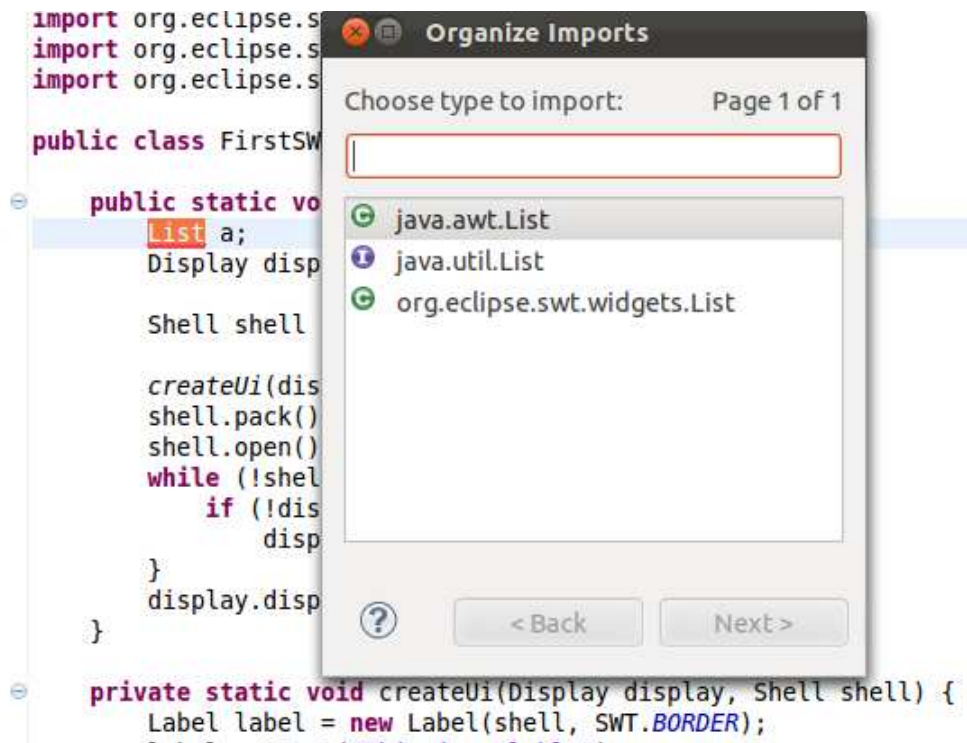 import org.eclipse.s
import org.eclipse.s
import org.eclipse.s
public class FirstSW
public static vo
List a;
Display disp
Shell shell
createUi(dis
shell.pack()
shell.open()
while (!shel
if (!dis
disp
}
display.disp
}
private static void createUi(Display display, Shell shell) {
Label label = new Label(shell, SWT.BORDER);
Organize Imports
Choose type to import: Page 1 of 1
java.awt.List
java.util.List
org.eclipse.swt.widgets.List
< Back Next >